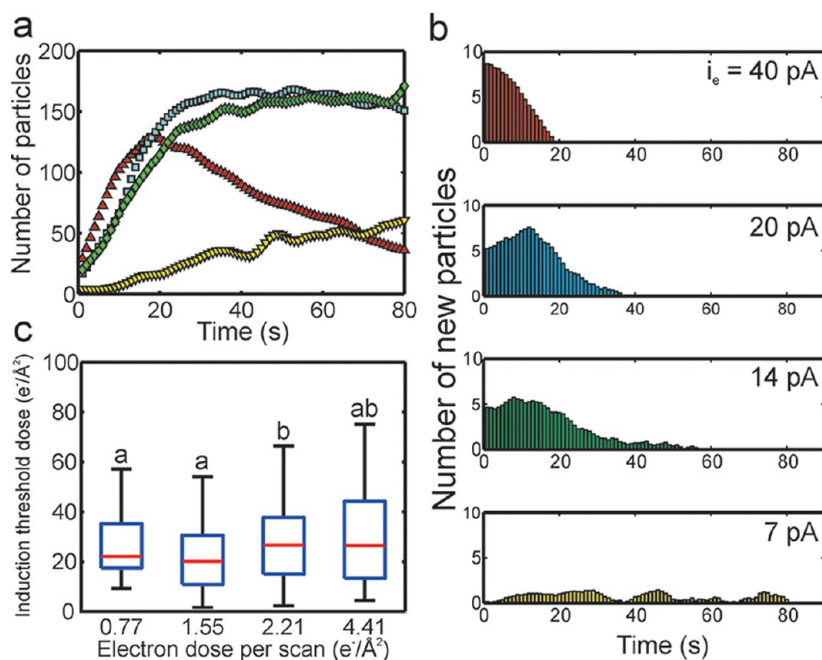 a
Number of particles
200
150
100
50
0
0 20 40 60 80
Time (s)
b
Number of new particles
i_e = 40 pA
10
5
0
0 20 40 60 80
20 pA
10
5
0
0 20 40 60 80
14 pA
10
5
0
0 20 40 60 80
7 pA
10
5
0
0 20 40 60 80
Time (s)
c
Induction threshold dose (e⁻/Å²)
100
80
60
40
20
0
a a b ab
0.77 1.55 2.21 4.41
Electron dose per scan (e⁻/Å²)